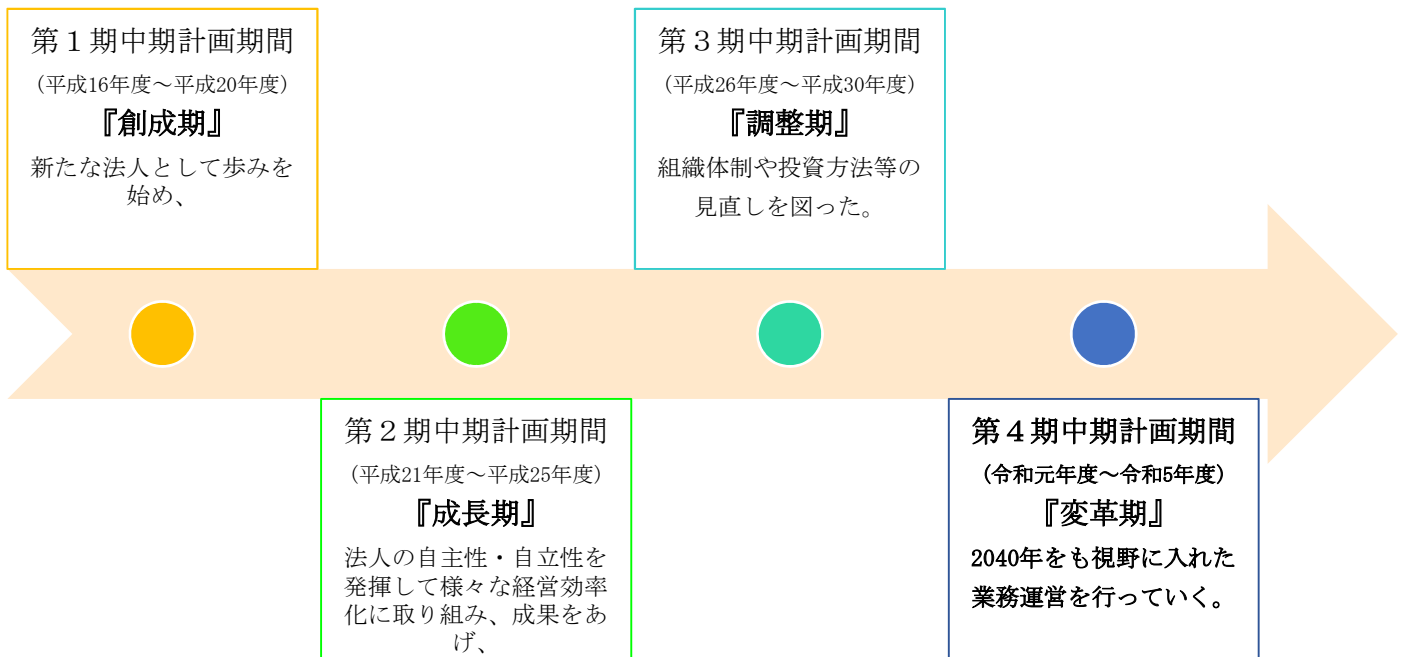 第１期中期計画期間
（平成16年度～平成20年度）
『創成期』
新たな法人として歩みを
始め、
第２期中期計画期間
（平成21年度～平成25年度）
『成長期』
法人の自主性・自立性を
発揮して様々な経営効率
化に取り組み、成果をあ
げ、
第３期中期計画期間
（平成26年度～平成30年度）
『調整期』
組織体制や投資方法等の
見直しを図った。
第４期中期計画期間
（令和元年度～令和5年度）
『変革期』
2040年をも視野に入れた
業務運営を行っていく。